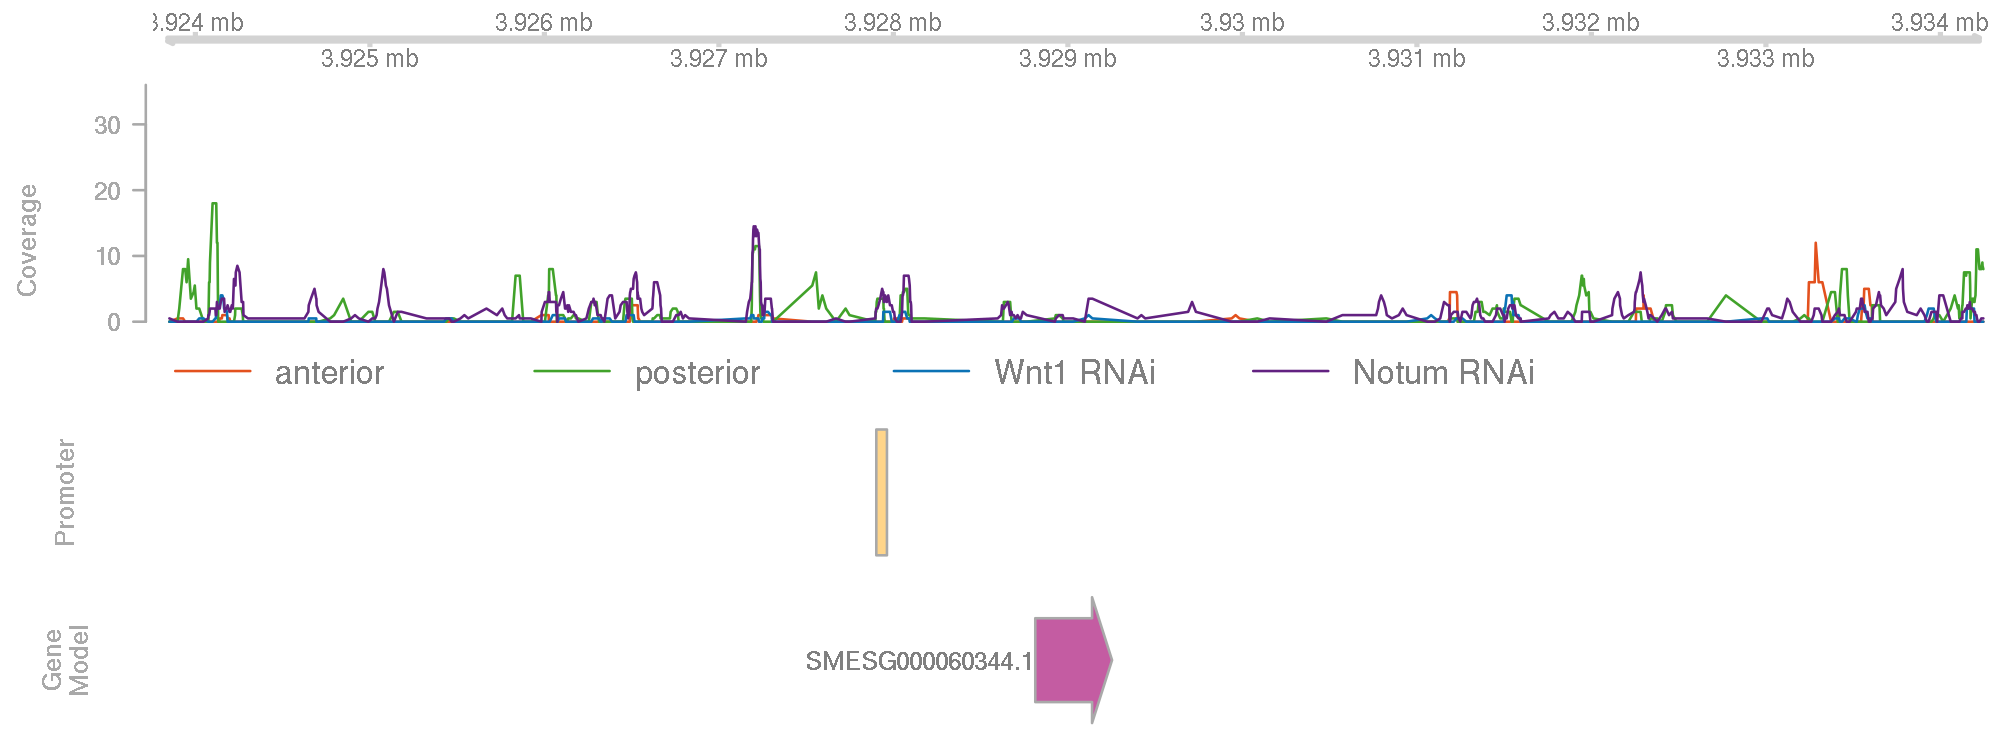 3.924 mb 3.926 mb 3.928 mb 3.93 mb 3.932 mb 3.934 mb
3.925 mb 3.927 mb 3.929 mb 3.931 mb 3.933 mb
Coverage
30
20
10
0
anterior posterior Wnt1 RNAi Notum RNAi
Promoter
Gene
Model
SMESG000060344.1